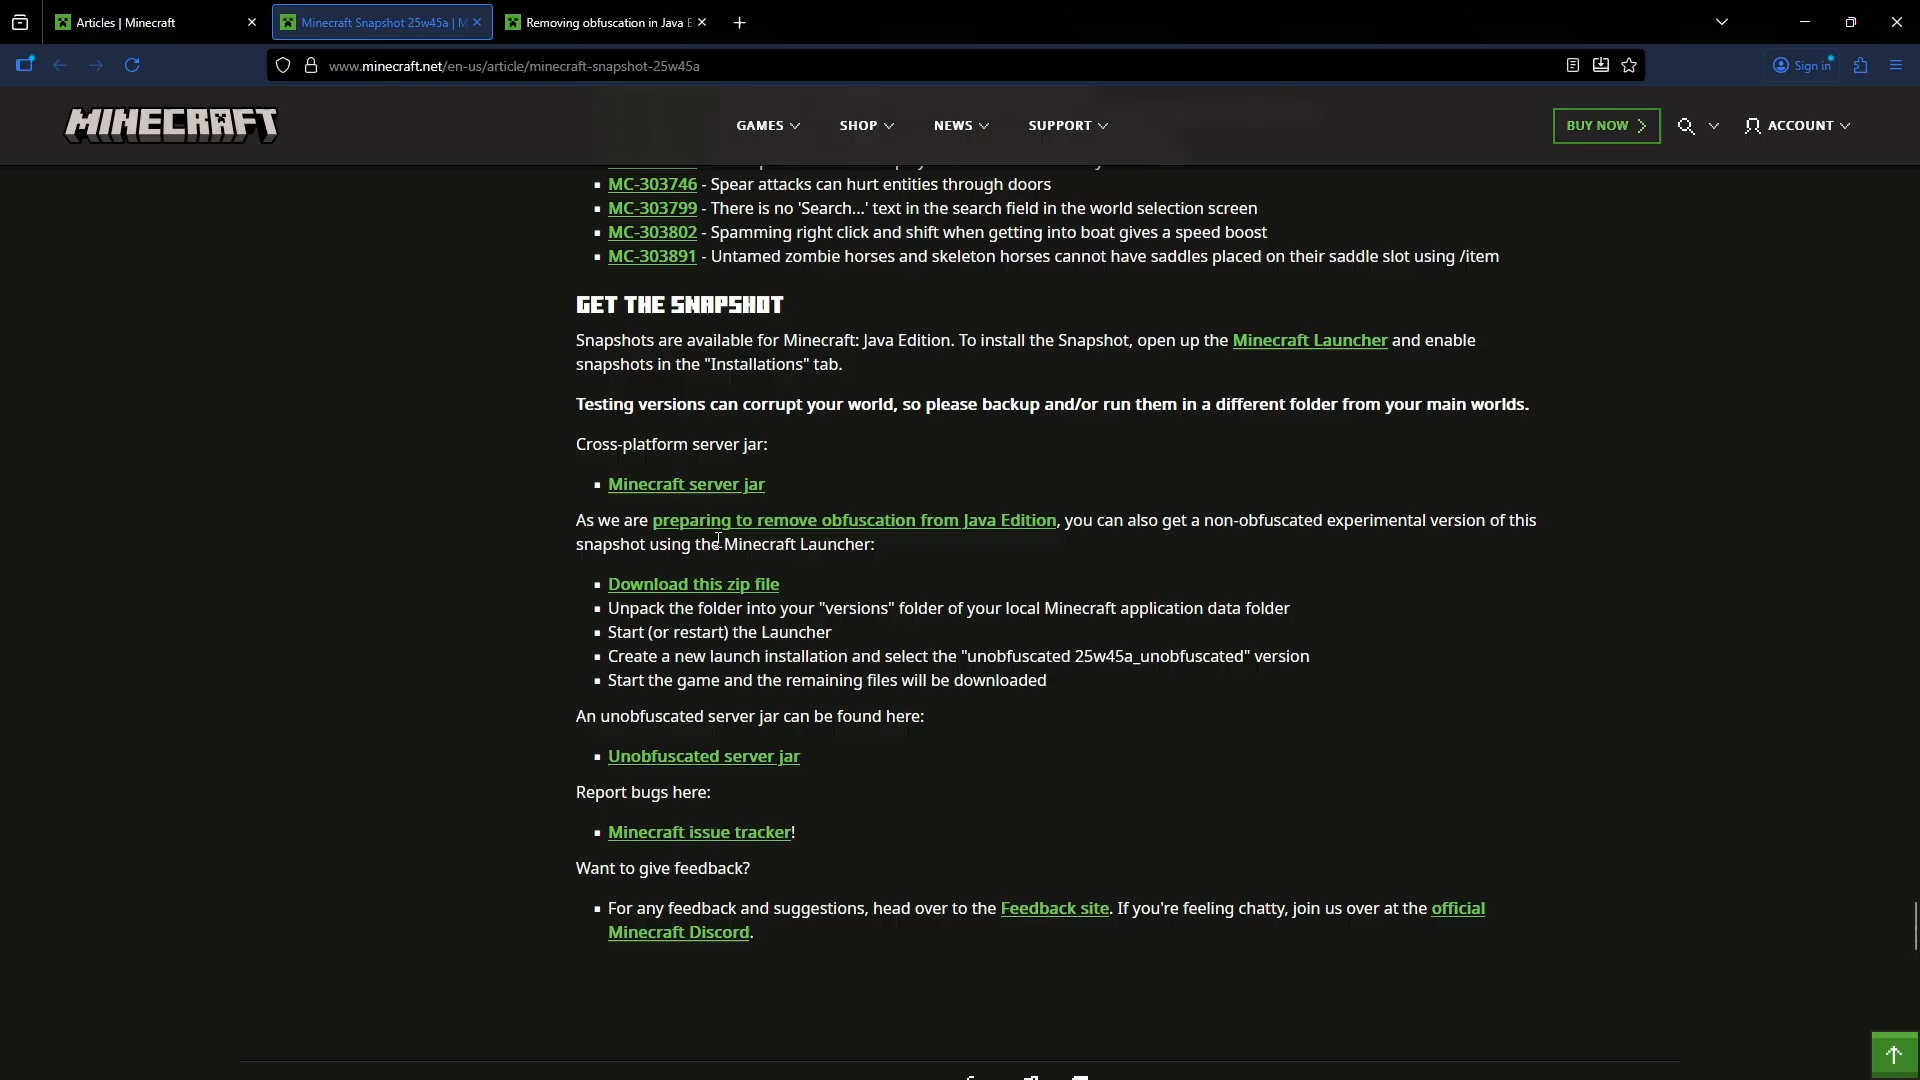 Articles | Minecraft
Minecraft Snapshot 25w45a | M
Removing obfuscation in Java E
www.minecraft.net/en-us/article/minecraft-snapshot-25w45a
Sign in
MINECRAFT
GAMES
SHOP
NEWS
SUPPORT
BUY NOW
ACCOUNT
▪ MC-303746 - Spear attacks can hurt entities through doors
▪ MC-303799 - There is no 'Search...' text in the search field in the world selection screen
▪ MC-303802 - Spamming right click and shift when getting into boat gives a speed boost
▪ MC-303891 - Untamed zombie horses and skeleton horses cannot have saddles placed on their saddle slot using /item
GET THE SNAPSHOT
Snapshots are available for Minecraft: Java Edition. To install the Snapshot, open up the Minecraft Launcher and enable
snapshots in the "Installations" tab.
Testing versions can corrupt your world, so please backup and/or run them in a different folder from your main worlds.
Cross-platform server jar:
▪ Minecraft server jar
As we are preparing to remove obfuscation from Java Edition, you can also get a non-obfuscated experimental version of this
snapshot using the Minecraft Launcher:
▪ Download this zip file
▪ Unpack the folder into your "versions" folder of your local Minecraft application data folder
▪ Start (or restart) the Launcher
▪ Create a new launch installation and select the "unobfuscated 25w45a_unobfuscated" version
▪ Start the game and the remaining files will be downloaded
An unobfuscated server jar can be found here:
▪ Unobfuscated server jar
Report bugs here:
▪ Minecraft issue tracker!
Want to give feedback?
▪ For any feedback and suggestions, head over to the Feedback site. If you're feeling chatty, join us over at the official
Minecraft Discord.